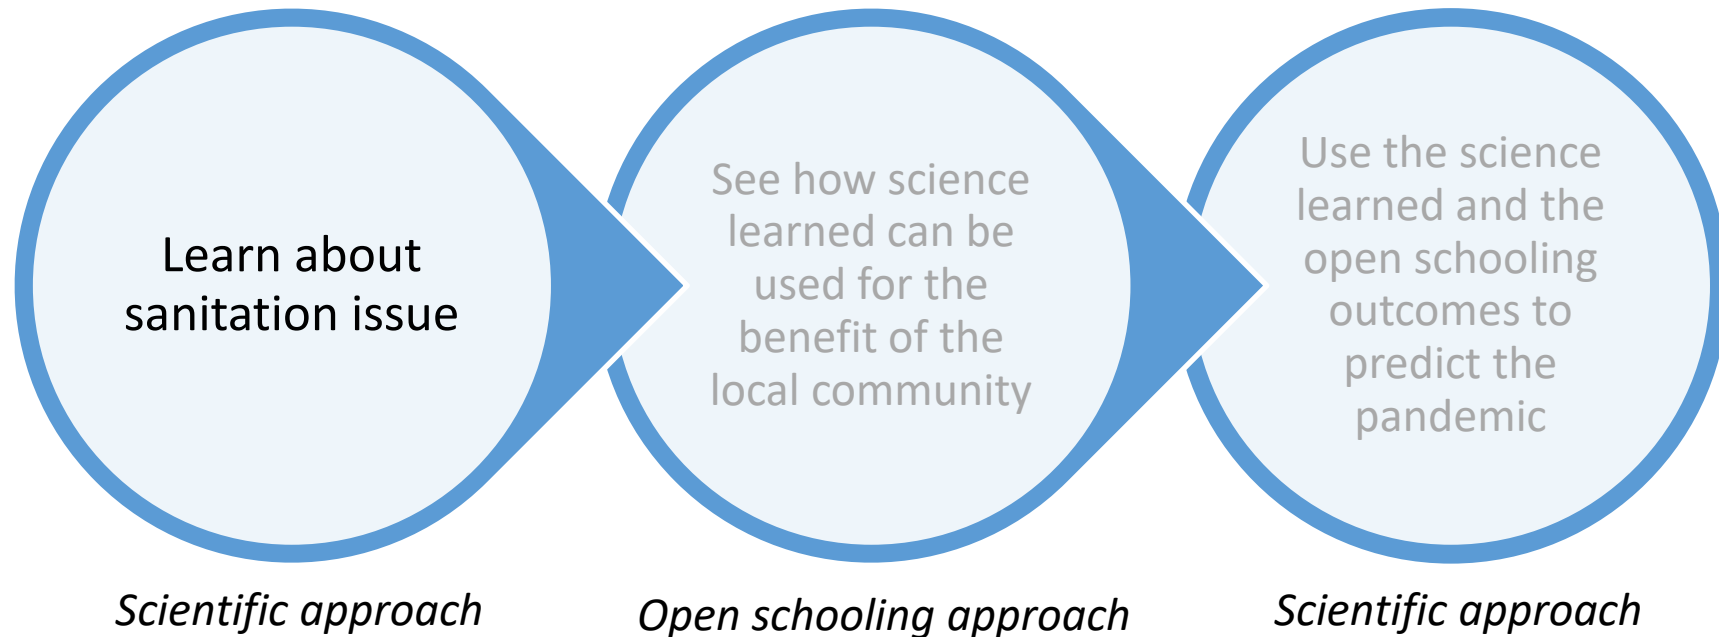 Learn about
sanitation issue
See how science
learned can be
used for the
benefit of the
local community
Use the science
learned and the
open schooling
outcomes to
predict the
pandemic
Scientific approach
Open schooling approach
Scientific approach